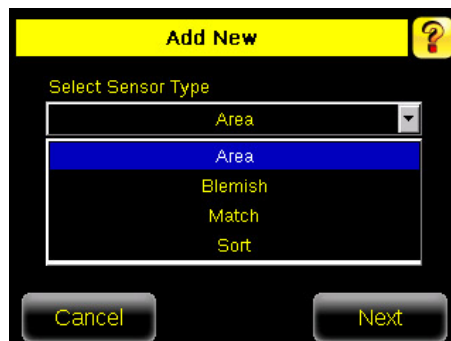 Add New
?
Select Sensor Type
Area
Area
Blemish
Match
Sort
Cancel
Next